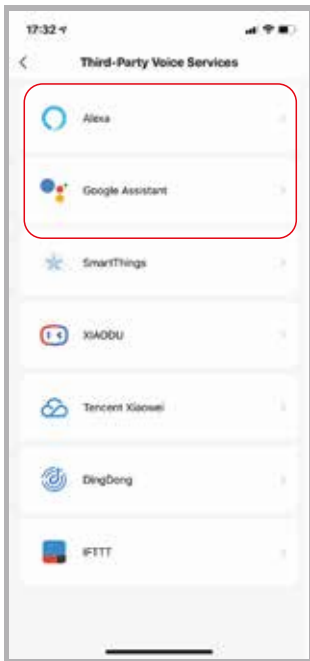 17:32
Third-Party Voice Services
Alexa
Google Assistant
SmartThings
XIAODU
Tencent Xiaowei
DingDong
IFTTT